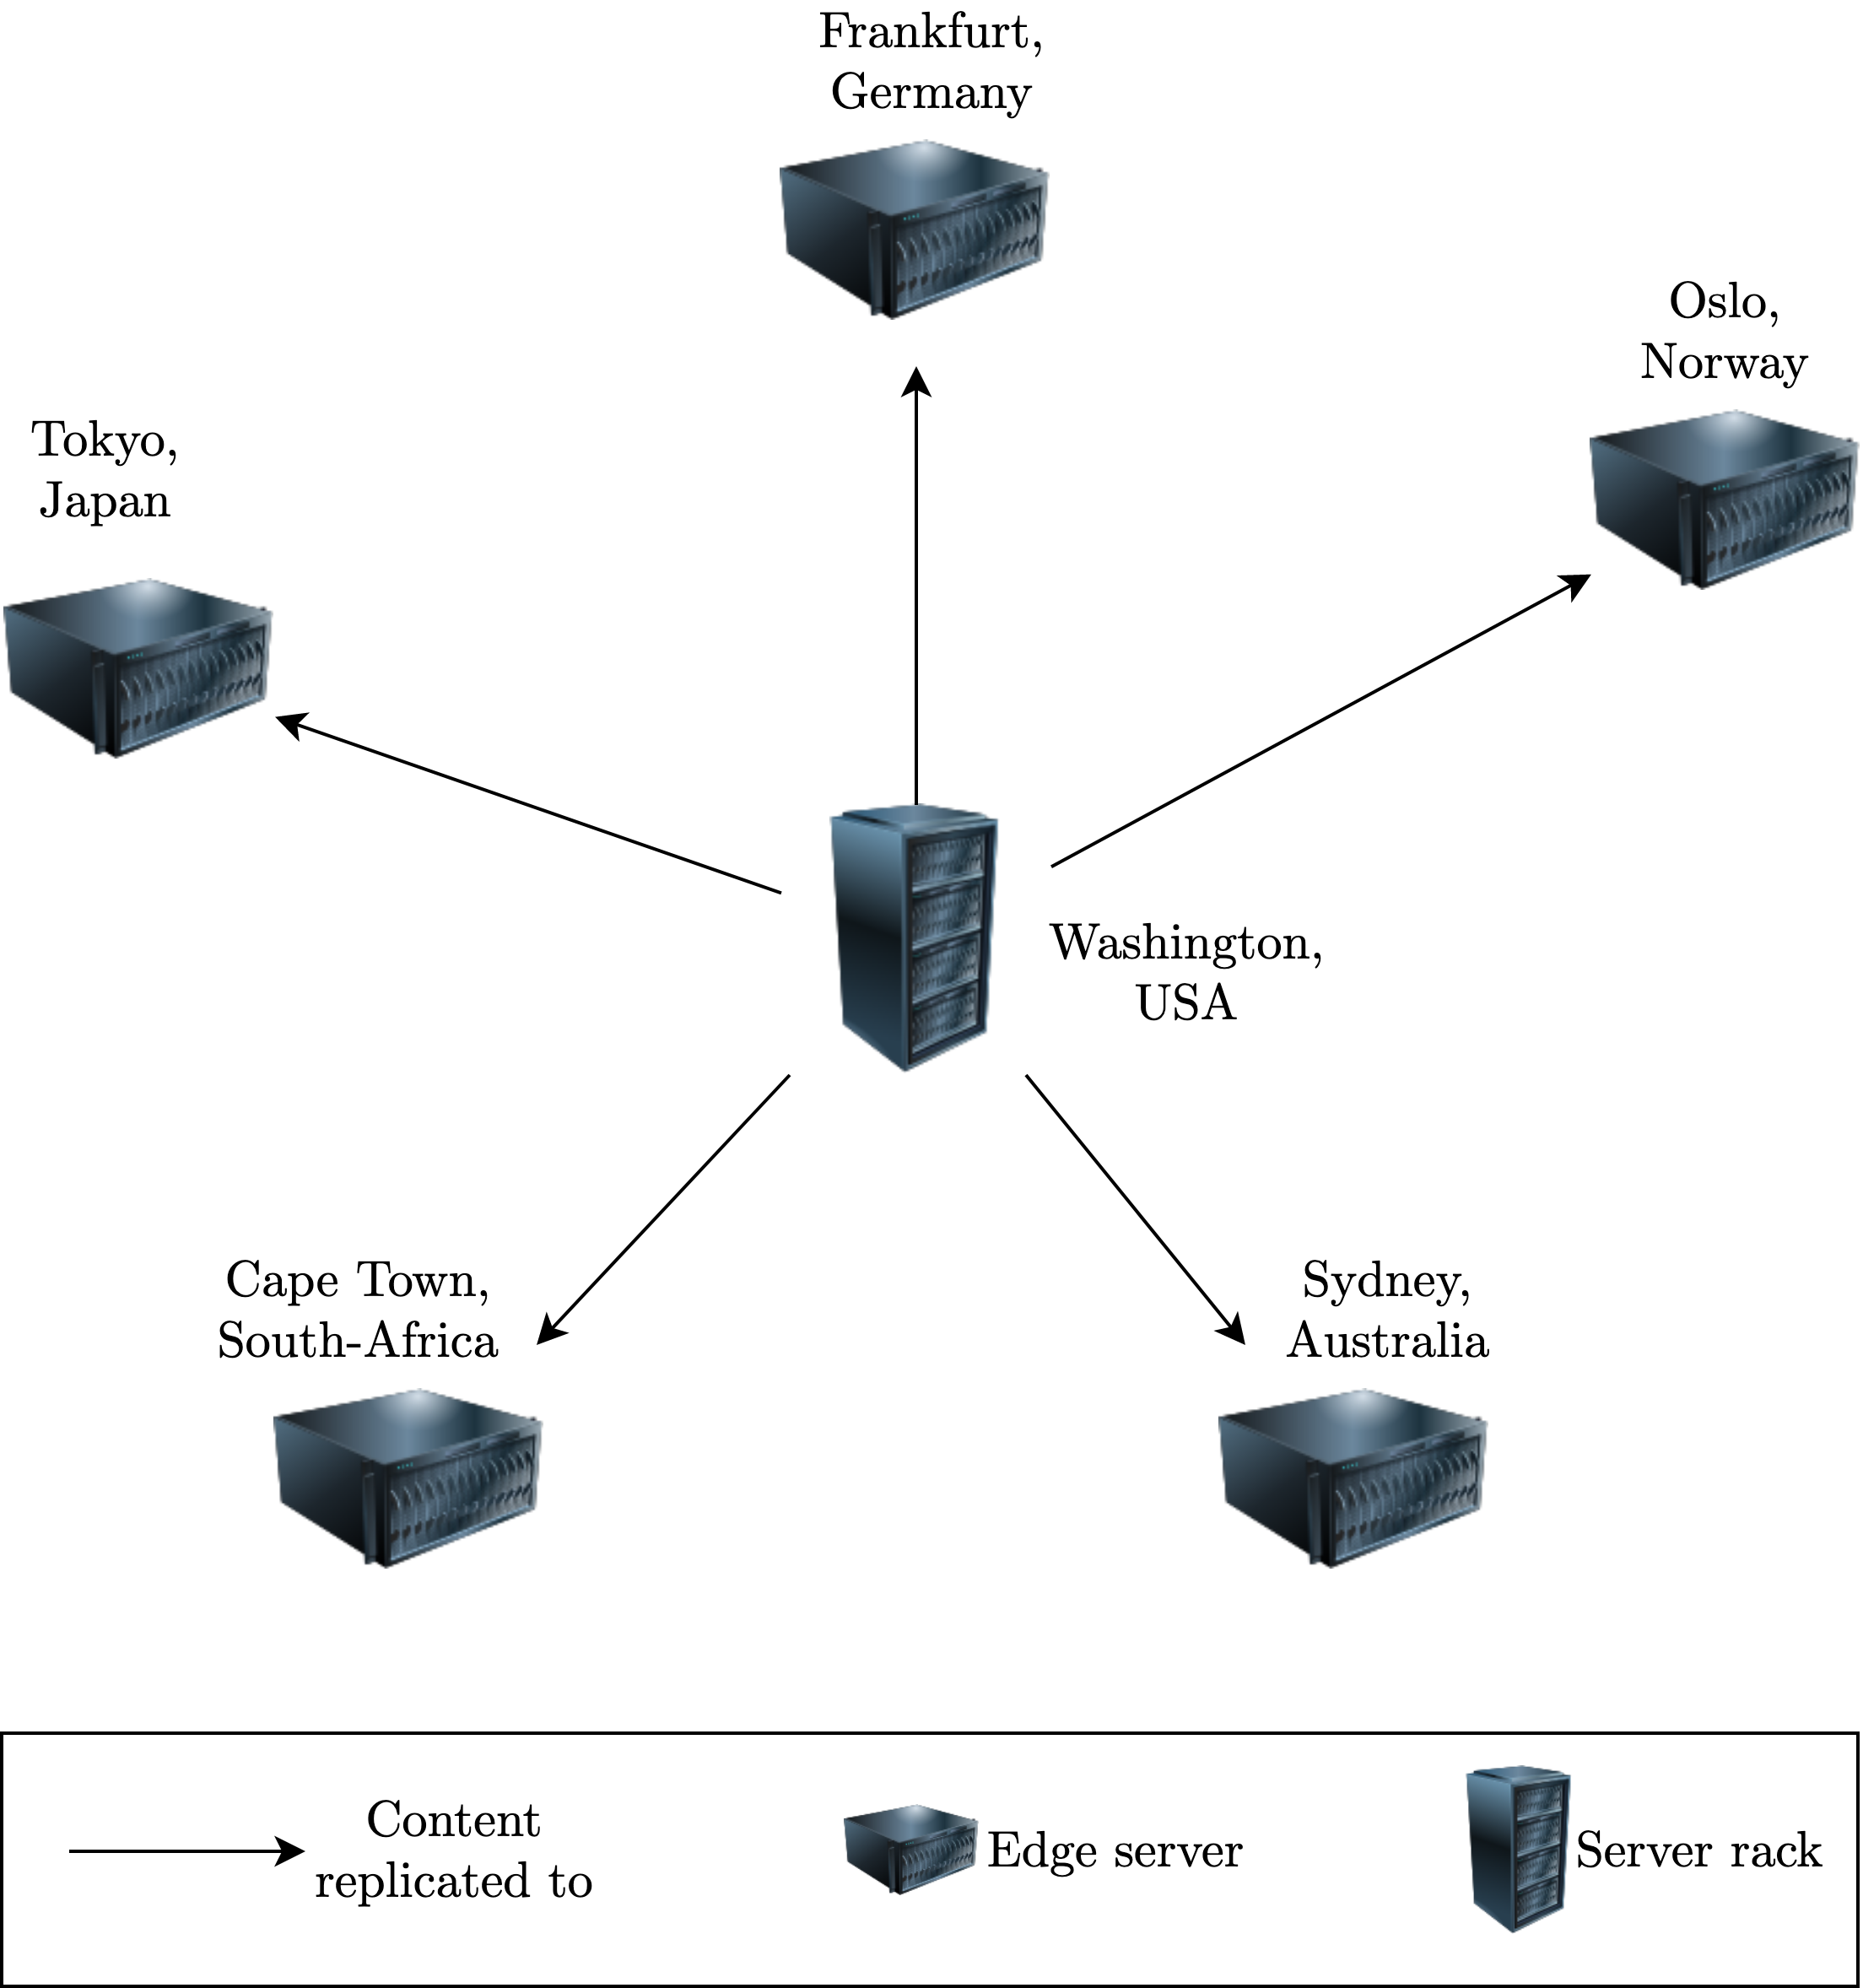 Frankfurt,
Germany
Oslo,
Norway
Tokyo,
Japan
Washington,
USA
Cape Town,
South-Africa
Sydney,
Australia
Content
replicated to
Edge server
Server rack